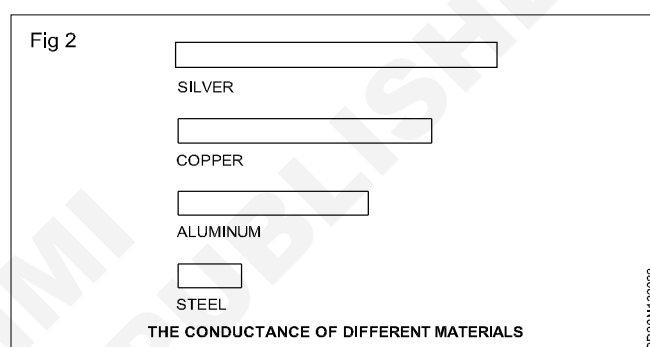 Fig 2
SILVER
COPPER
ALUMINUM
STEEL
THE CONDUCTANCE OF DIFFERENT MATERIALS